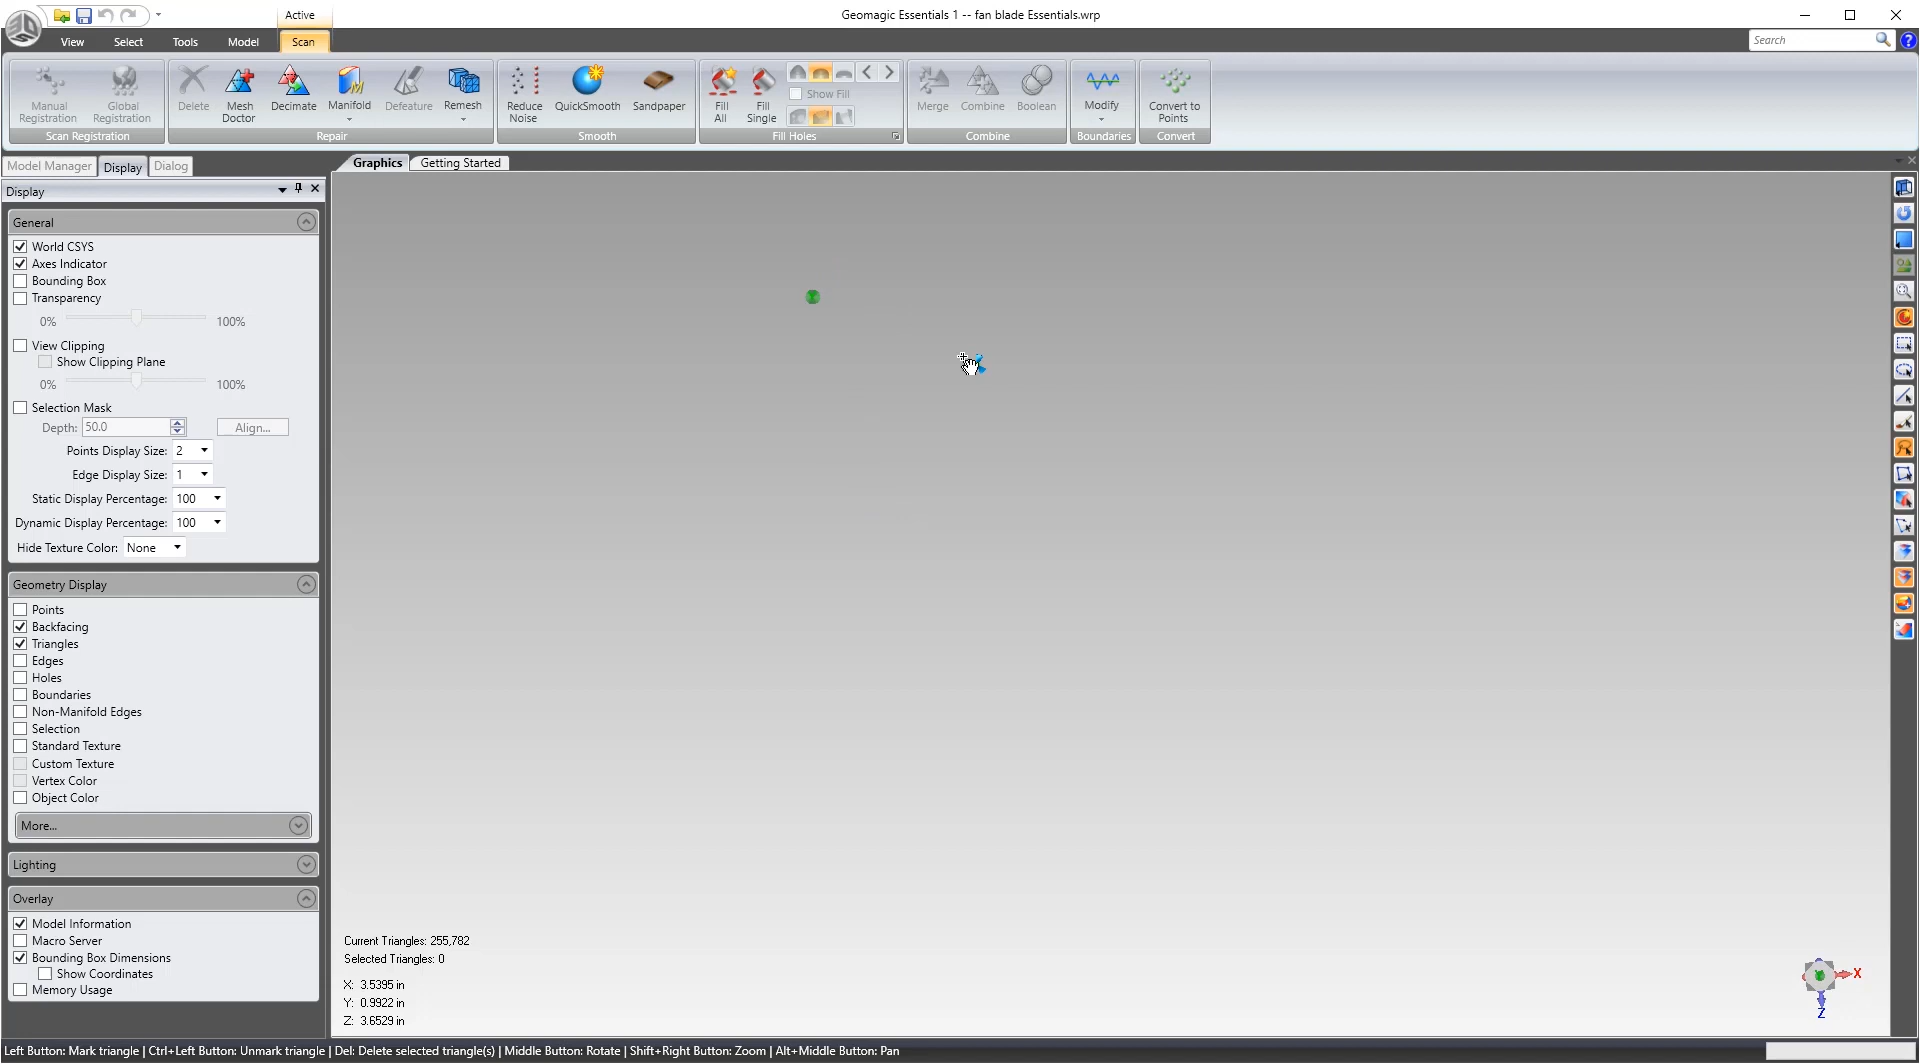 Active
Geomagic Essentials 1 -- fan blade Essentials.wrp
View Select Tools Model Scan
Search
Manual Registration
Global Registration
Scan Registration
Delete
Mesh Doctor
Decimate
Manifold
Defeature
Remesh
Repair
Reduce Noise
QuickSmooth
Sandpaper
Smooth
Fill All
Fill Single
Show Fill
Fill Holes
Merge
Combine
Boolean
Combine
Modify
Boundaries
Convert to Points
Convert
Model Manager Display Dialog
Graphics Getting Started
Display
General
World CSYS
Axes Indicator
Bounding Box
Transparency
0% 100%
View Clipping
Show Clipping Plane
0% 100%
Selection Mask
Depth: 50.0 Align...
Points Display Size: 2
Edge Display Size: 1
Static Display Percentage: 100
Dynamic Display Percentage: 100
Hide Texture Color: None
Geometry Display
Points
Backfacing
Triangles
Edges
Holes
Boundaries
Non-Manifold Edges
Selection
Standard Texture
Custom Texture
Vertex Color
Object Color
More...
Lighting
Overlay
Model Information
Macro Server
Bounding Box Dimensions
Show Coordinates
Memory Usage
Current Triangles: 255,782
Selected Triangles: 0
X: 3.5395 in
Y: 0.9922 in
Z: 3.6529 in
X
Z
Left Button: Mark triangle | Ctrl+Left Button: Unmark triangle | Del: Delete selected triangle(s) | Middle Button: Rotate | Shift+Right Button: Zoom | Alt+Middle Button: Pan